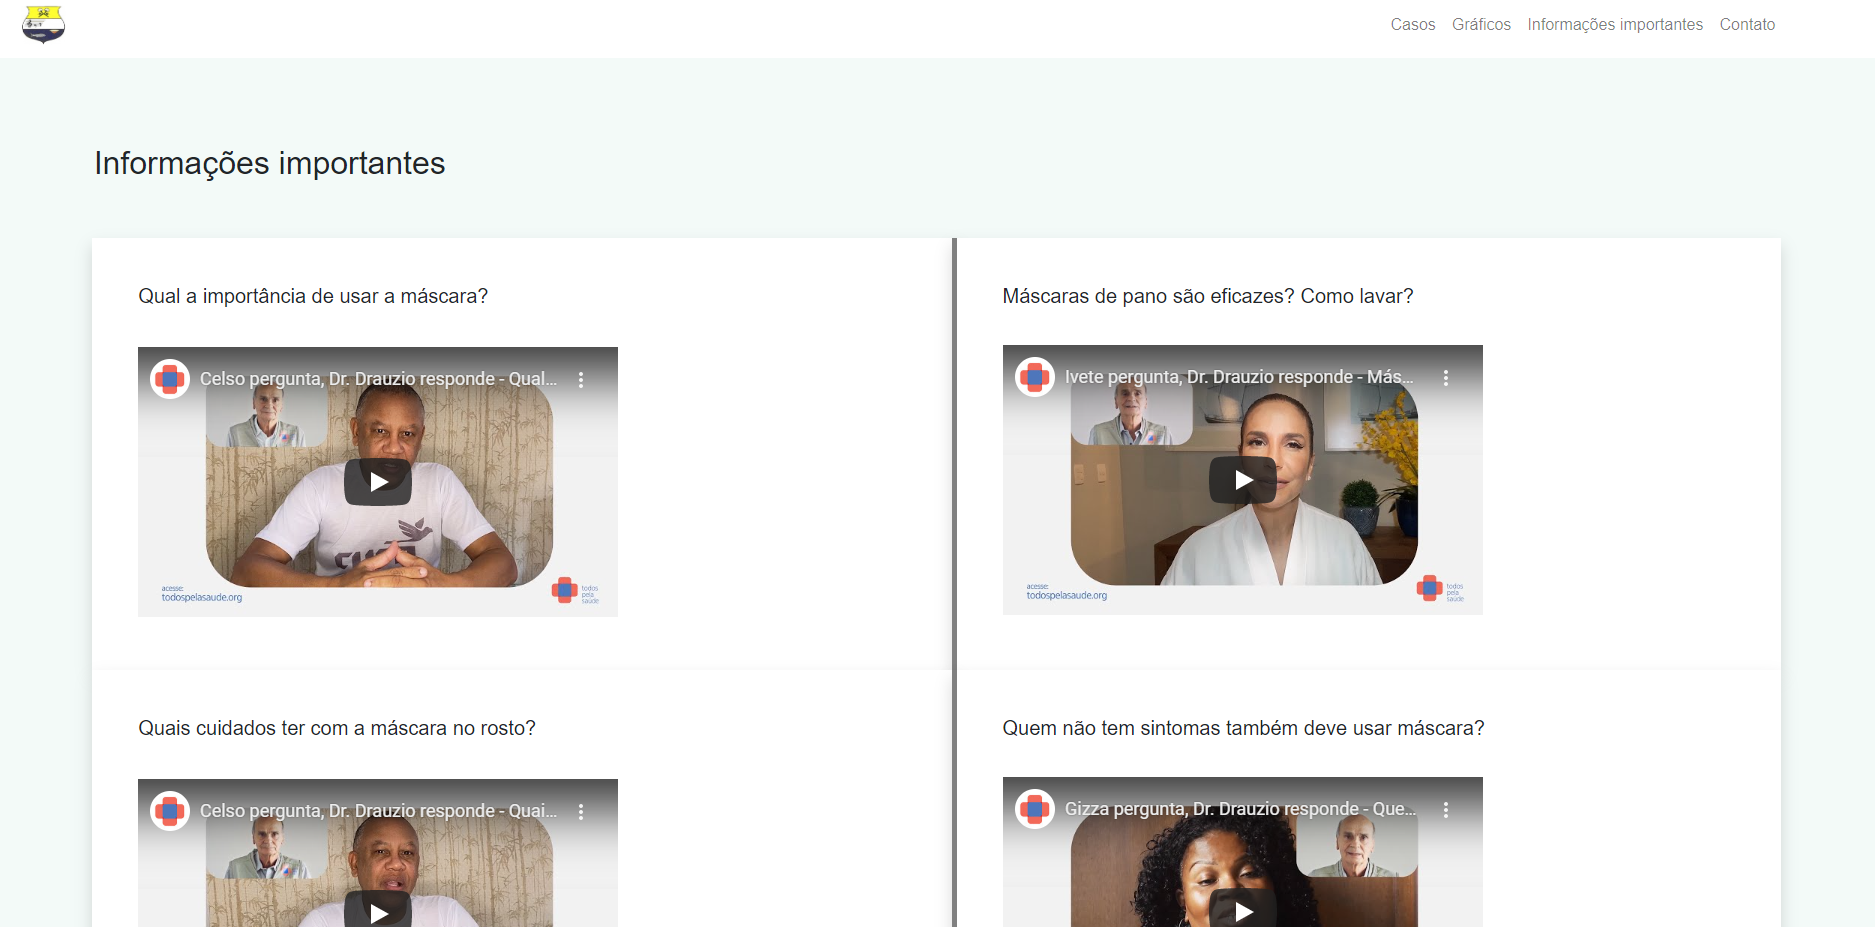 Casos Gráficos Informações importantes Contato
Informações importantes
Qual a importância de usar a máscara?
Máscaras de pano são eficazes? Como lavar?
Celso pergunta, Dr. Drauzio responde - Qual...
Ivete pergunta, Dr. Drauzio responde - Más...
acesse:
todospelasaude.org
todos
pela
saúde
acesse:
todospelasaude.org
todos
pela
saúde
Quais cuidados ter com a máscara no rosto?
Quem não tem sintomas também deve usar máscara?
Celso pergunta, Dr. Drauzio responde - Quai...
Gizza pergunta, Dr. Drauzio responde - Que...